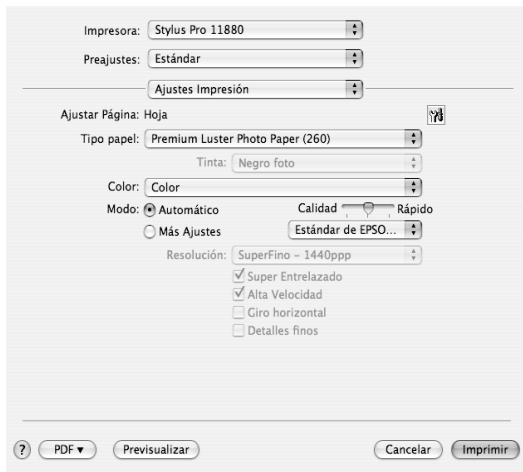 Impresora: Stylus Pro 11880
Preajustes: Estándar
Ajustes Impresión
Ajustar Página: Hoja
Tipo papel: Premium Luster Photo Paper (260)
Tinta: Negro foto
Color: Color
Modo: Automático Calidad Rápido
Más Ajustes Estándar de EPSO...
Resolución: SuperFino - 1440ppp
Super Entrelazado
Alta Velocidad
Giro horizontal
Detalles finos
? PDF ▼ Previsualizar Cancelar Imprimir